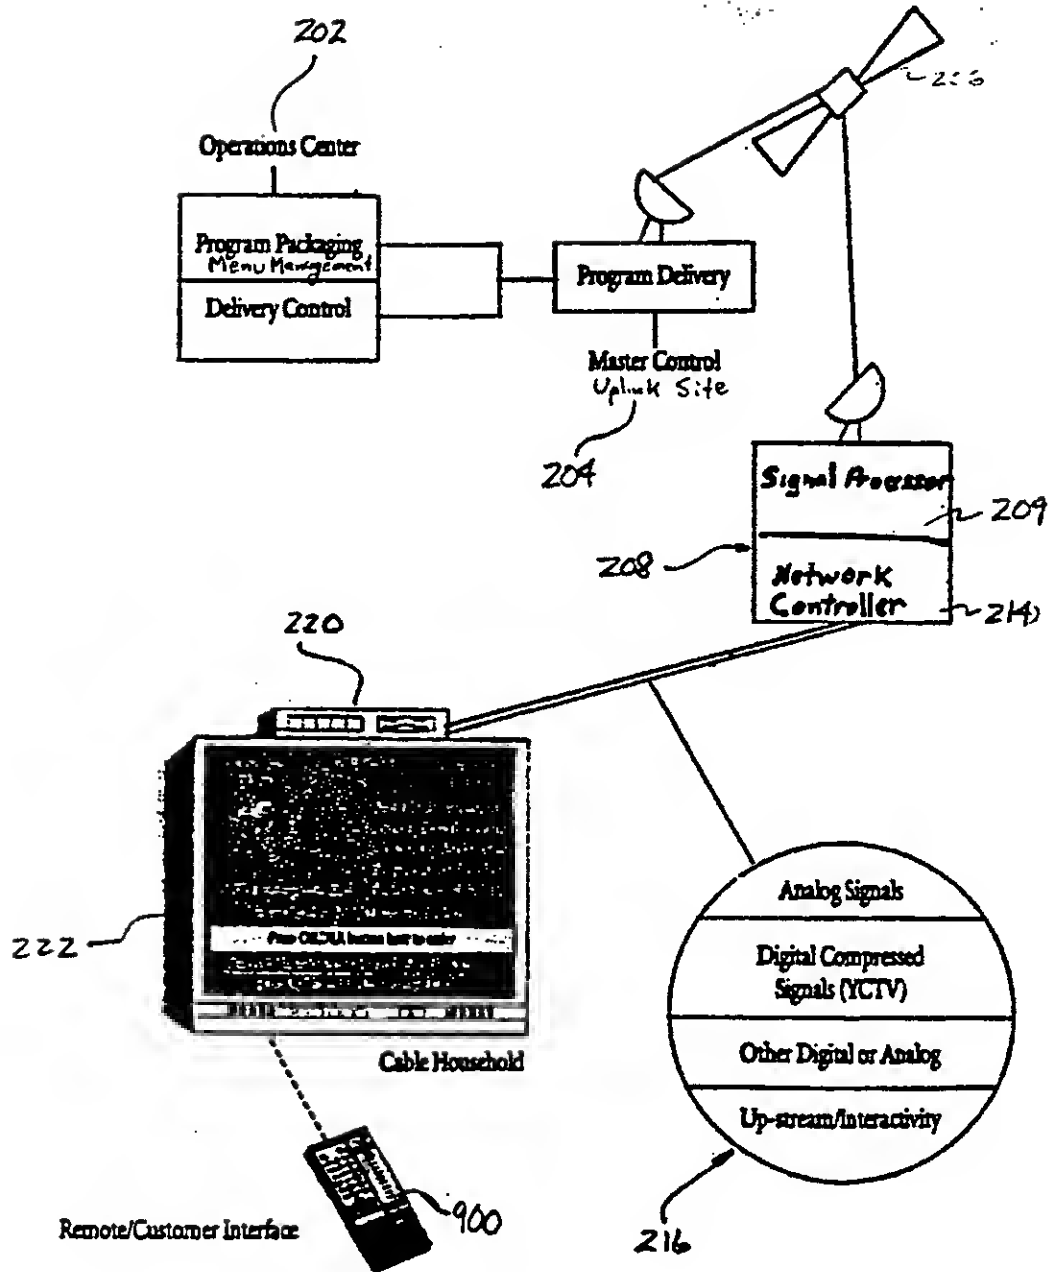 202
Operations Center
Program Packaging
Menu Management
Delivery Control
Program Delivery
Master Control
Uplink Site
204
Signal Processor
209
208
Network
Controller
214
220
222
Cable Household
Analog Signals
Digital Compressed
Signals (YCTV)
Other Digital or Analog
Up-stream/Interactivity
216
900
Remote/Customer Interface